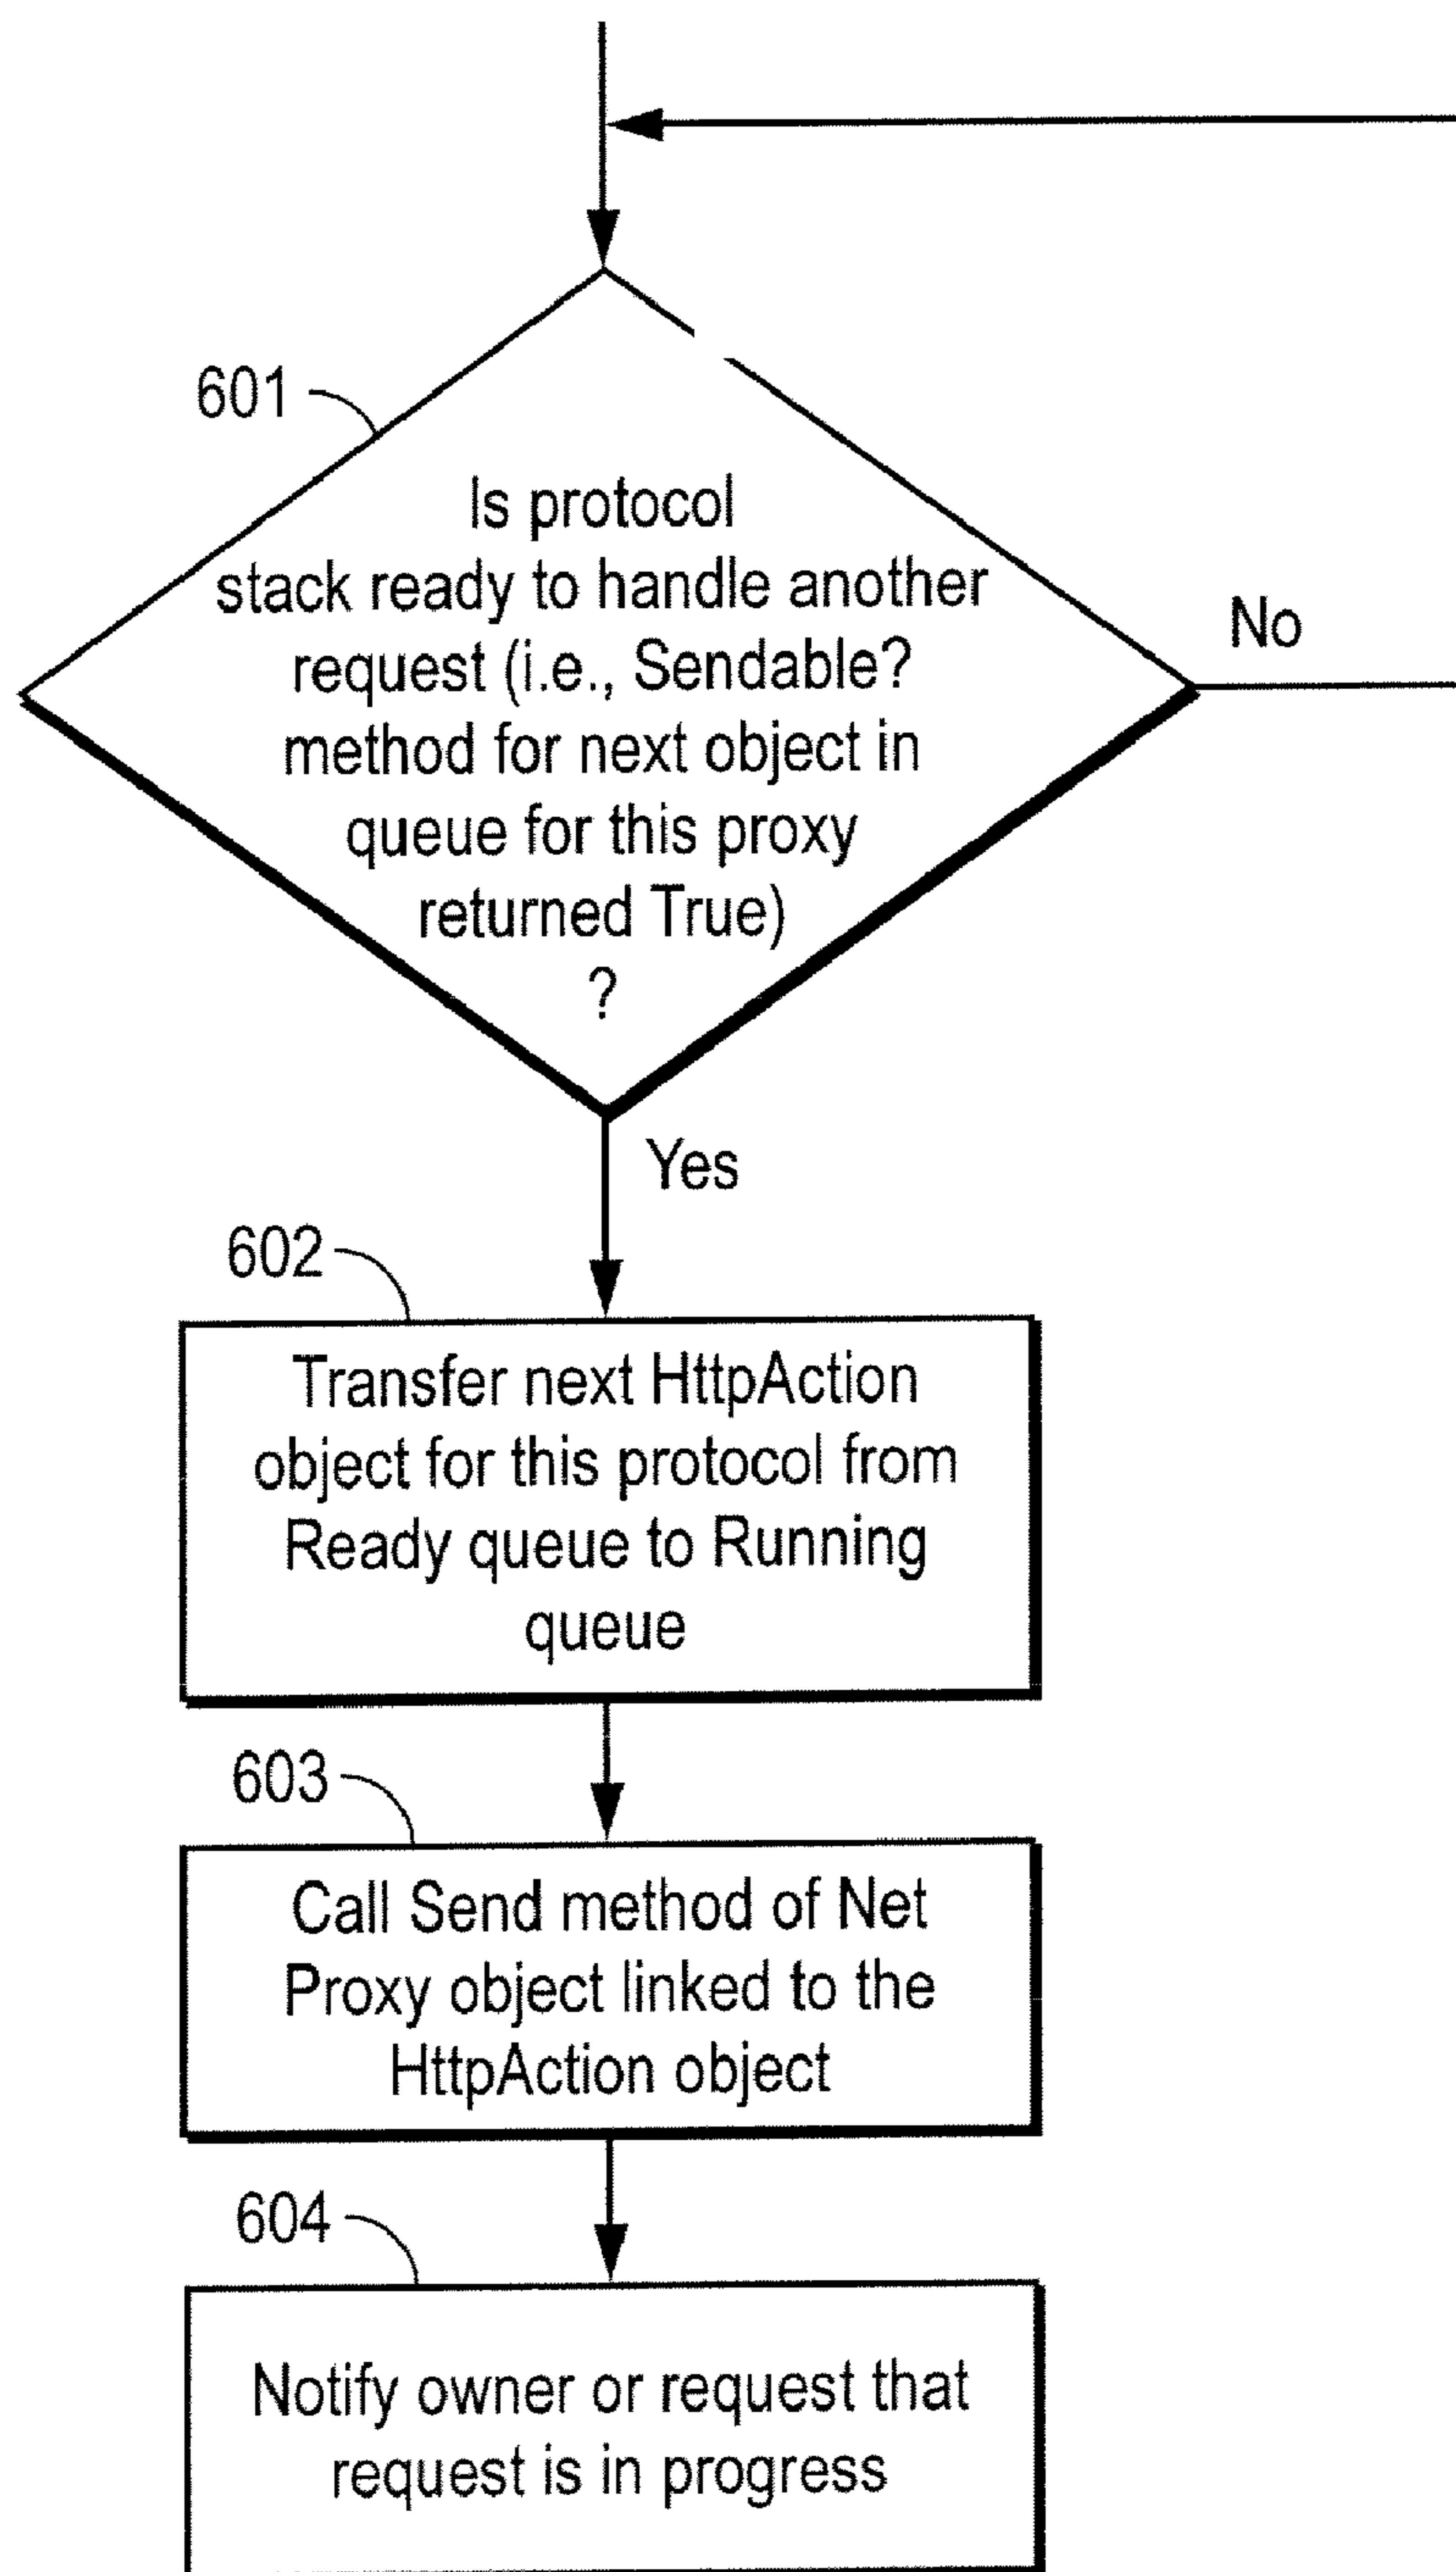 601
Is protocol
stack ready to handle another
request (i.e., Sendable?
method for next object in
queue for this proxy
returned True)
?
No
Yes
602
Transfer next HttpAction
object for this protocol from
Ready queue to Running
queue
603
Call Send method of Net
Proxy object linked to the
HttpAction object
604
Notify owner or request that
request is in progress